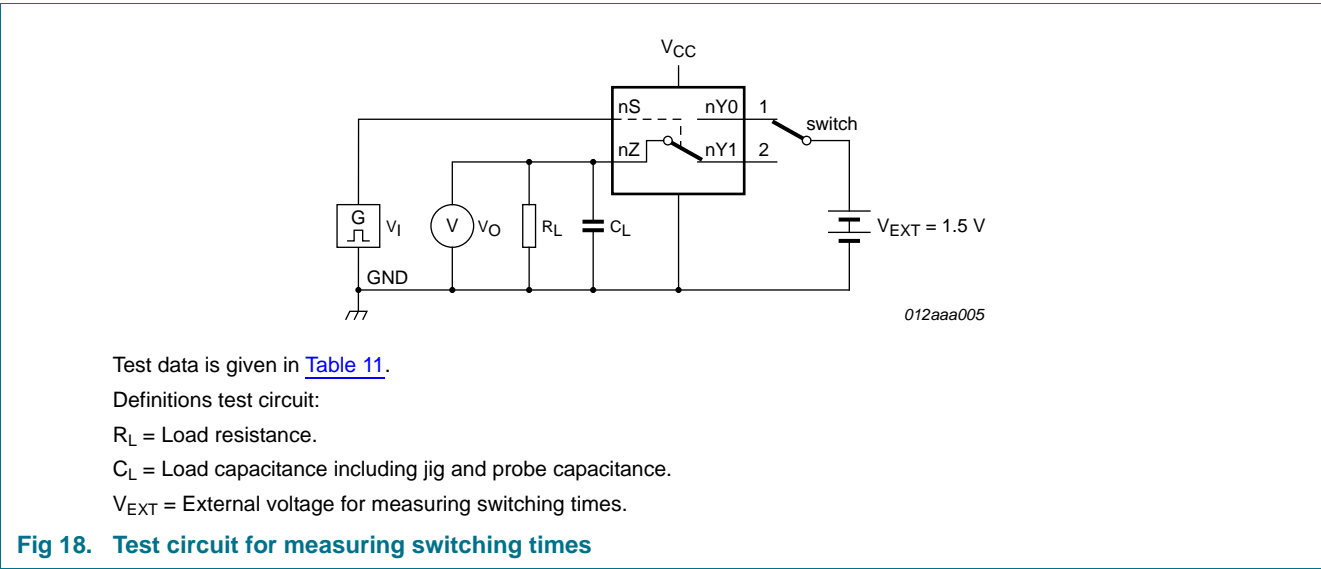 VCC
nS nY0 1
switch
nZ nY1 2
G VI V VO RL CL VEXT = 1.5 V
GND
012aaa005
Test data is given in Table 11.
Definitions test circuit:
RL = Load resistance.
CL = Load capacitance including jig and probe capacitance.
VEXT = External voltage for measuring switching times.
Fig 18. Test circuit for measuring switching times